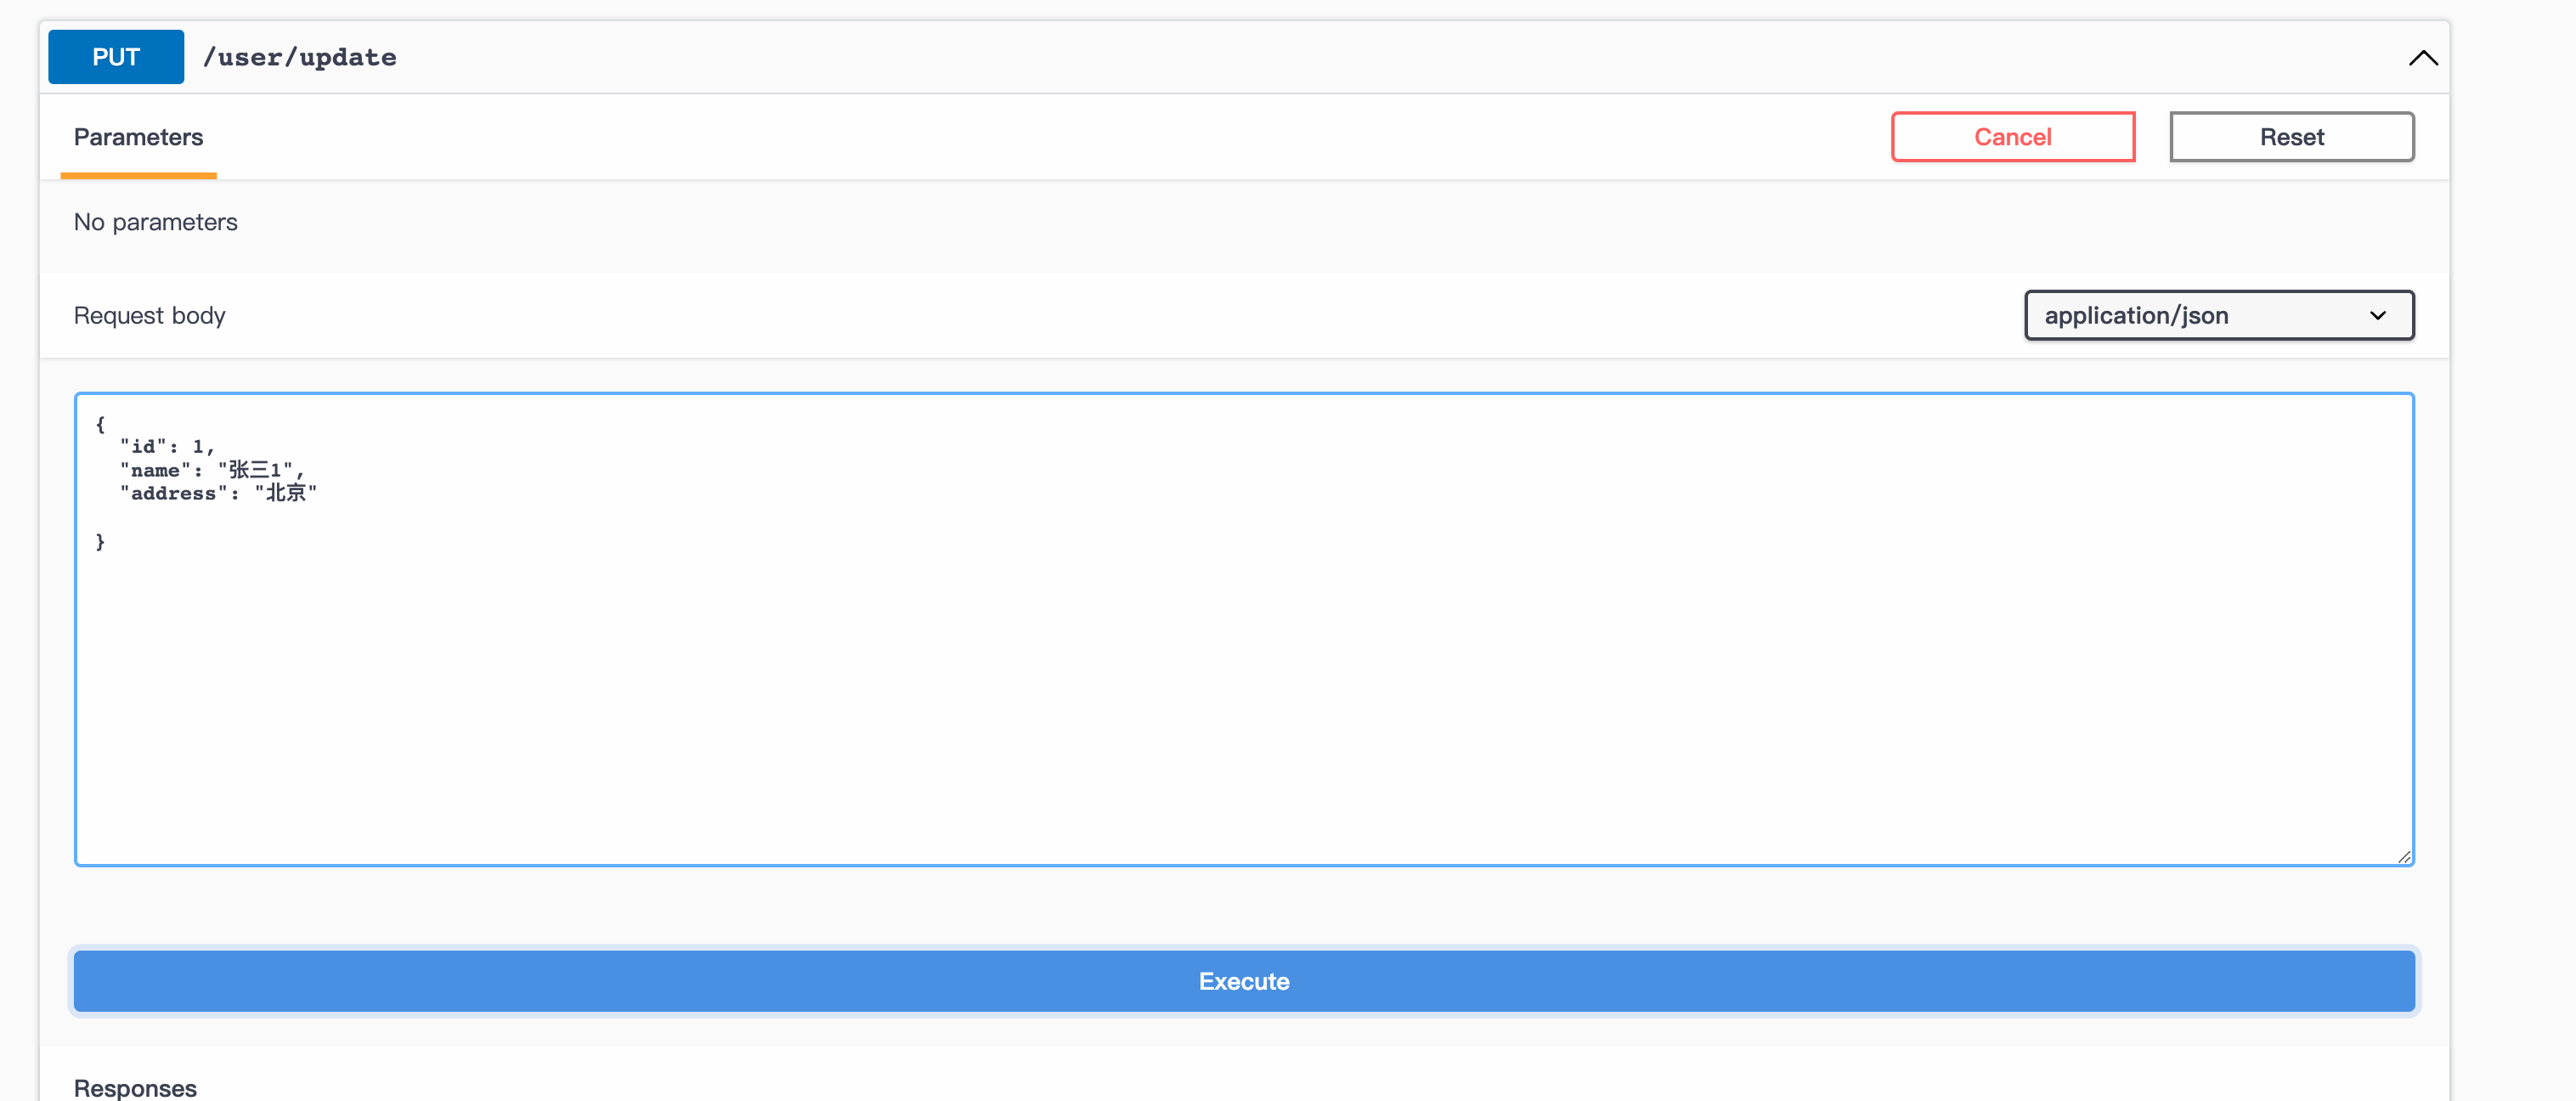 PUT /user/update
Parameters Cancel Reset
No parameters
Request body application/json
{
"id": 1,
"name": "张三1",
"address": "北京"
}
Execute
Responses